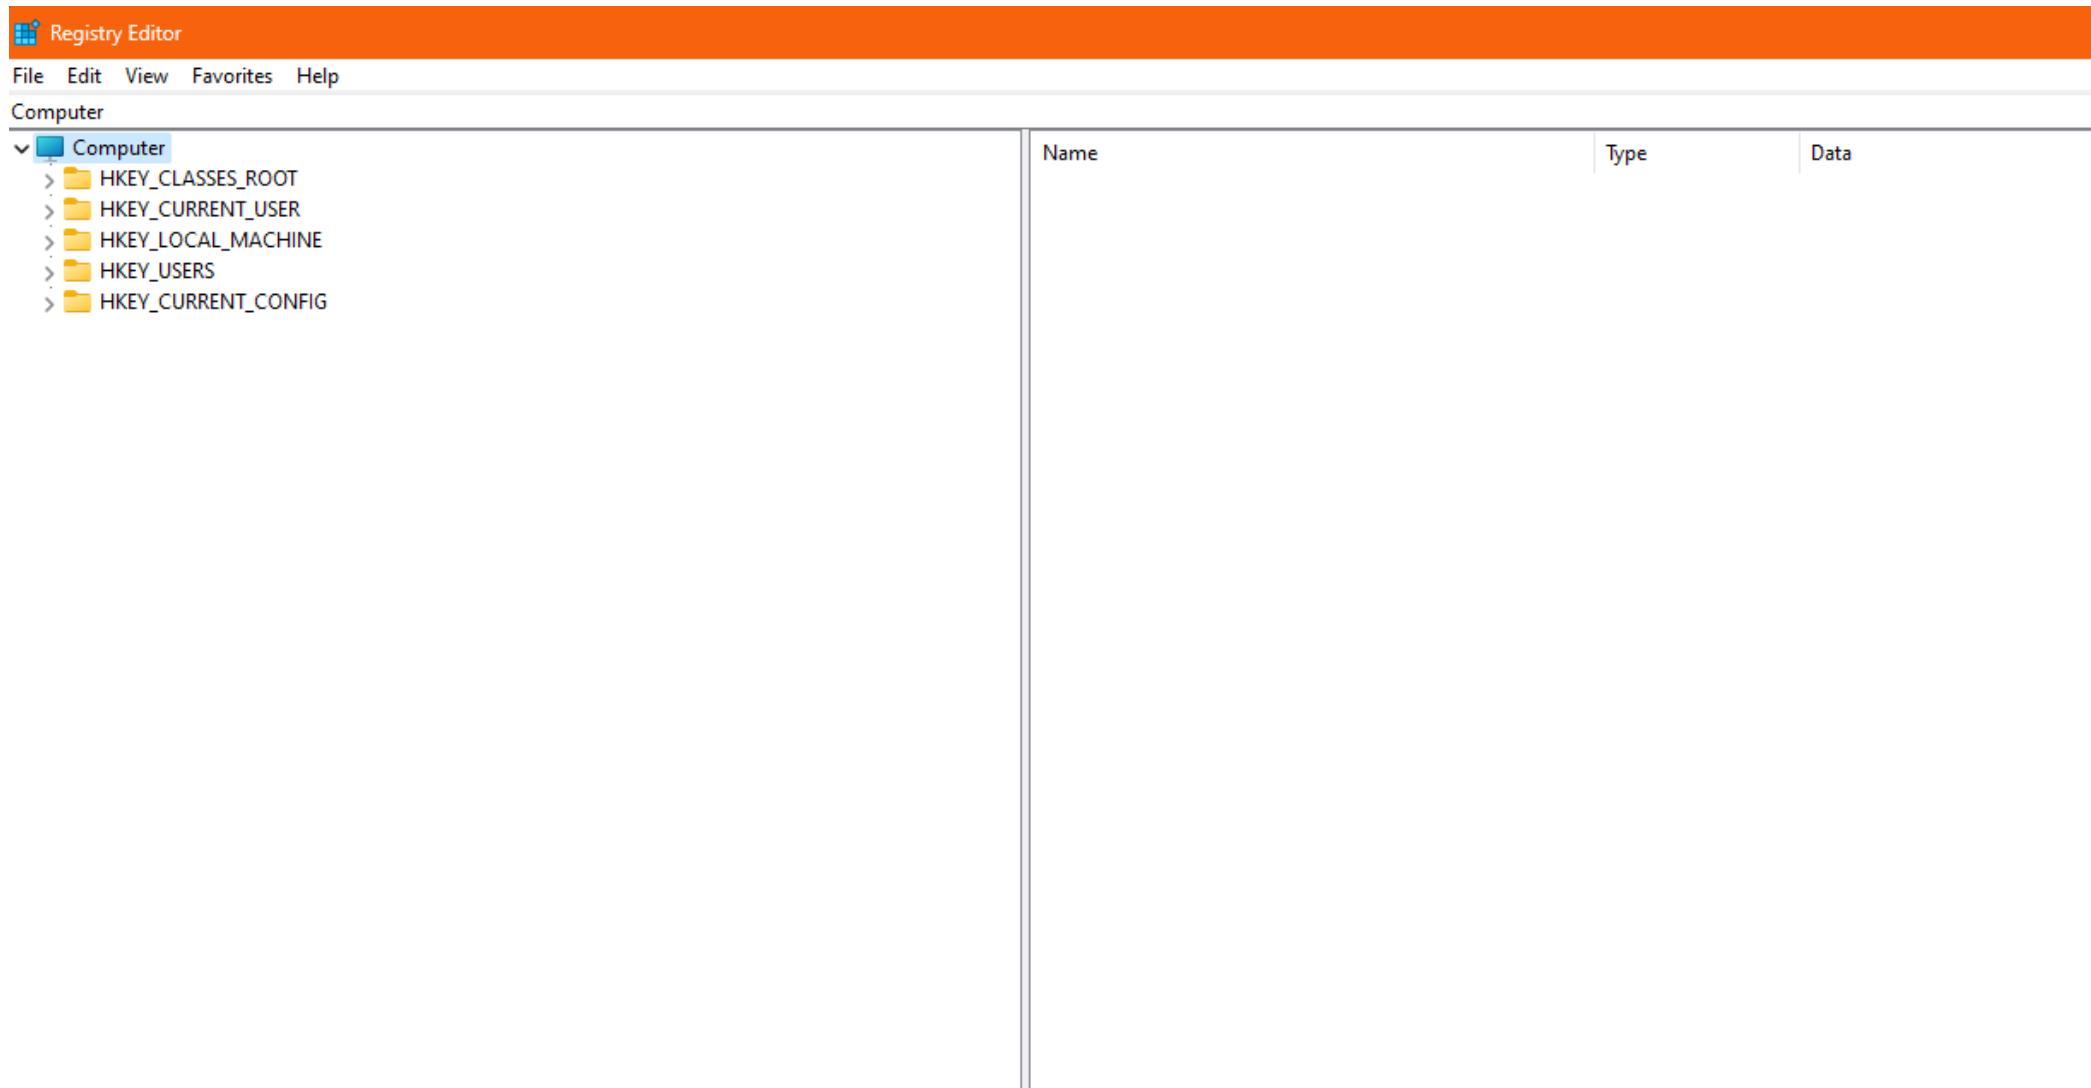 Registry Editor
File Edit View Favorites Help
Computer
Computer
HKEY_CLASSES_ROOT
HKEY_CURRENT_USER
HKEY_LOCAL_MACHINE
HKEY_USERS
HKEY_CURRENT_CONFIG
Name Type Data